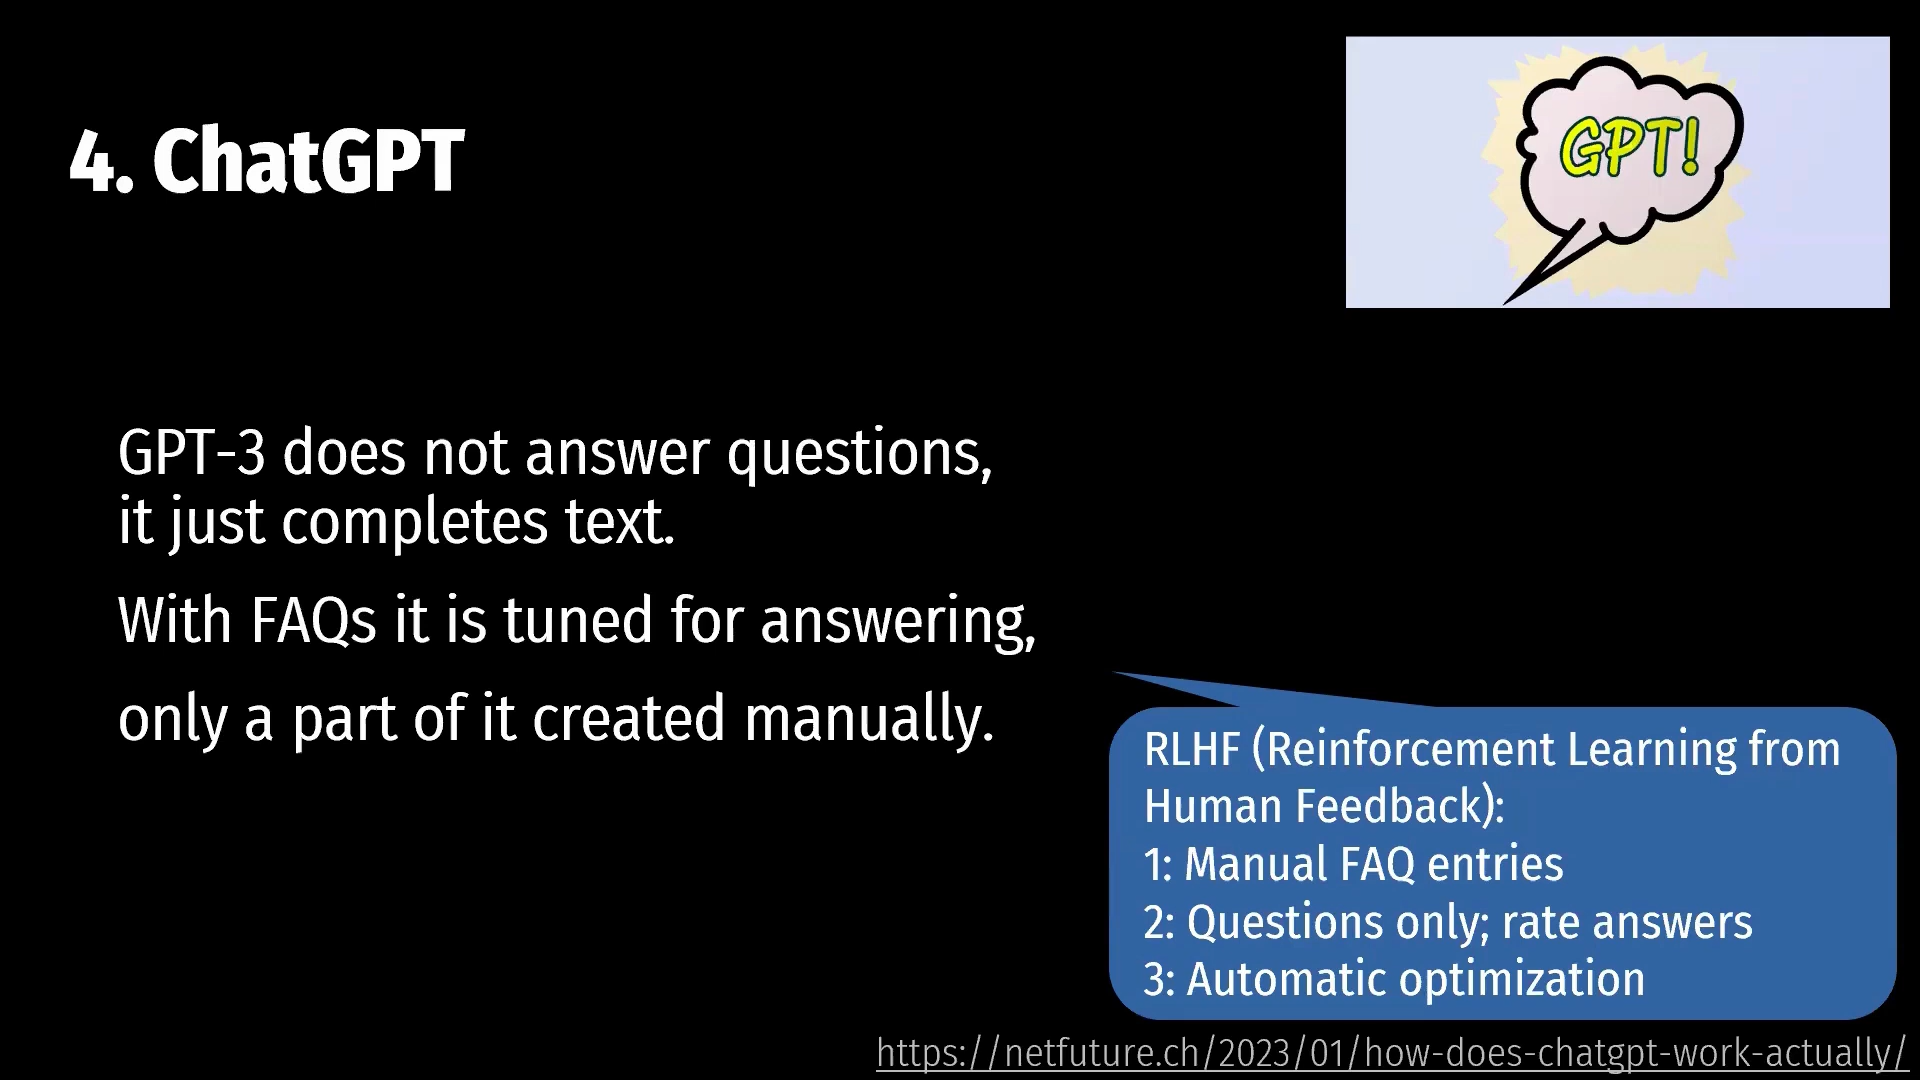 4. ChatGPT
GPT!
GPT-3 does not answer questions,
it just completes text.
With FAQs it is tuned for answering,
only a part of it created manually.
RLHF (Reinforcement Learning from
Human Feedback):
1: Manual FAQ entries
2: Questions only; rate answers
3: Automatic optimization
https://netfuture.ch/2023/01/how-does-chatgpt-work-actually/